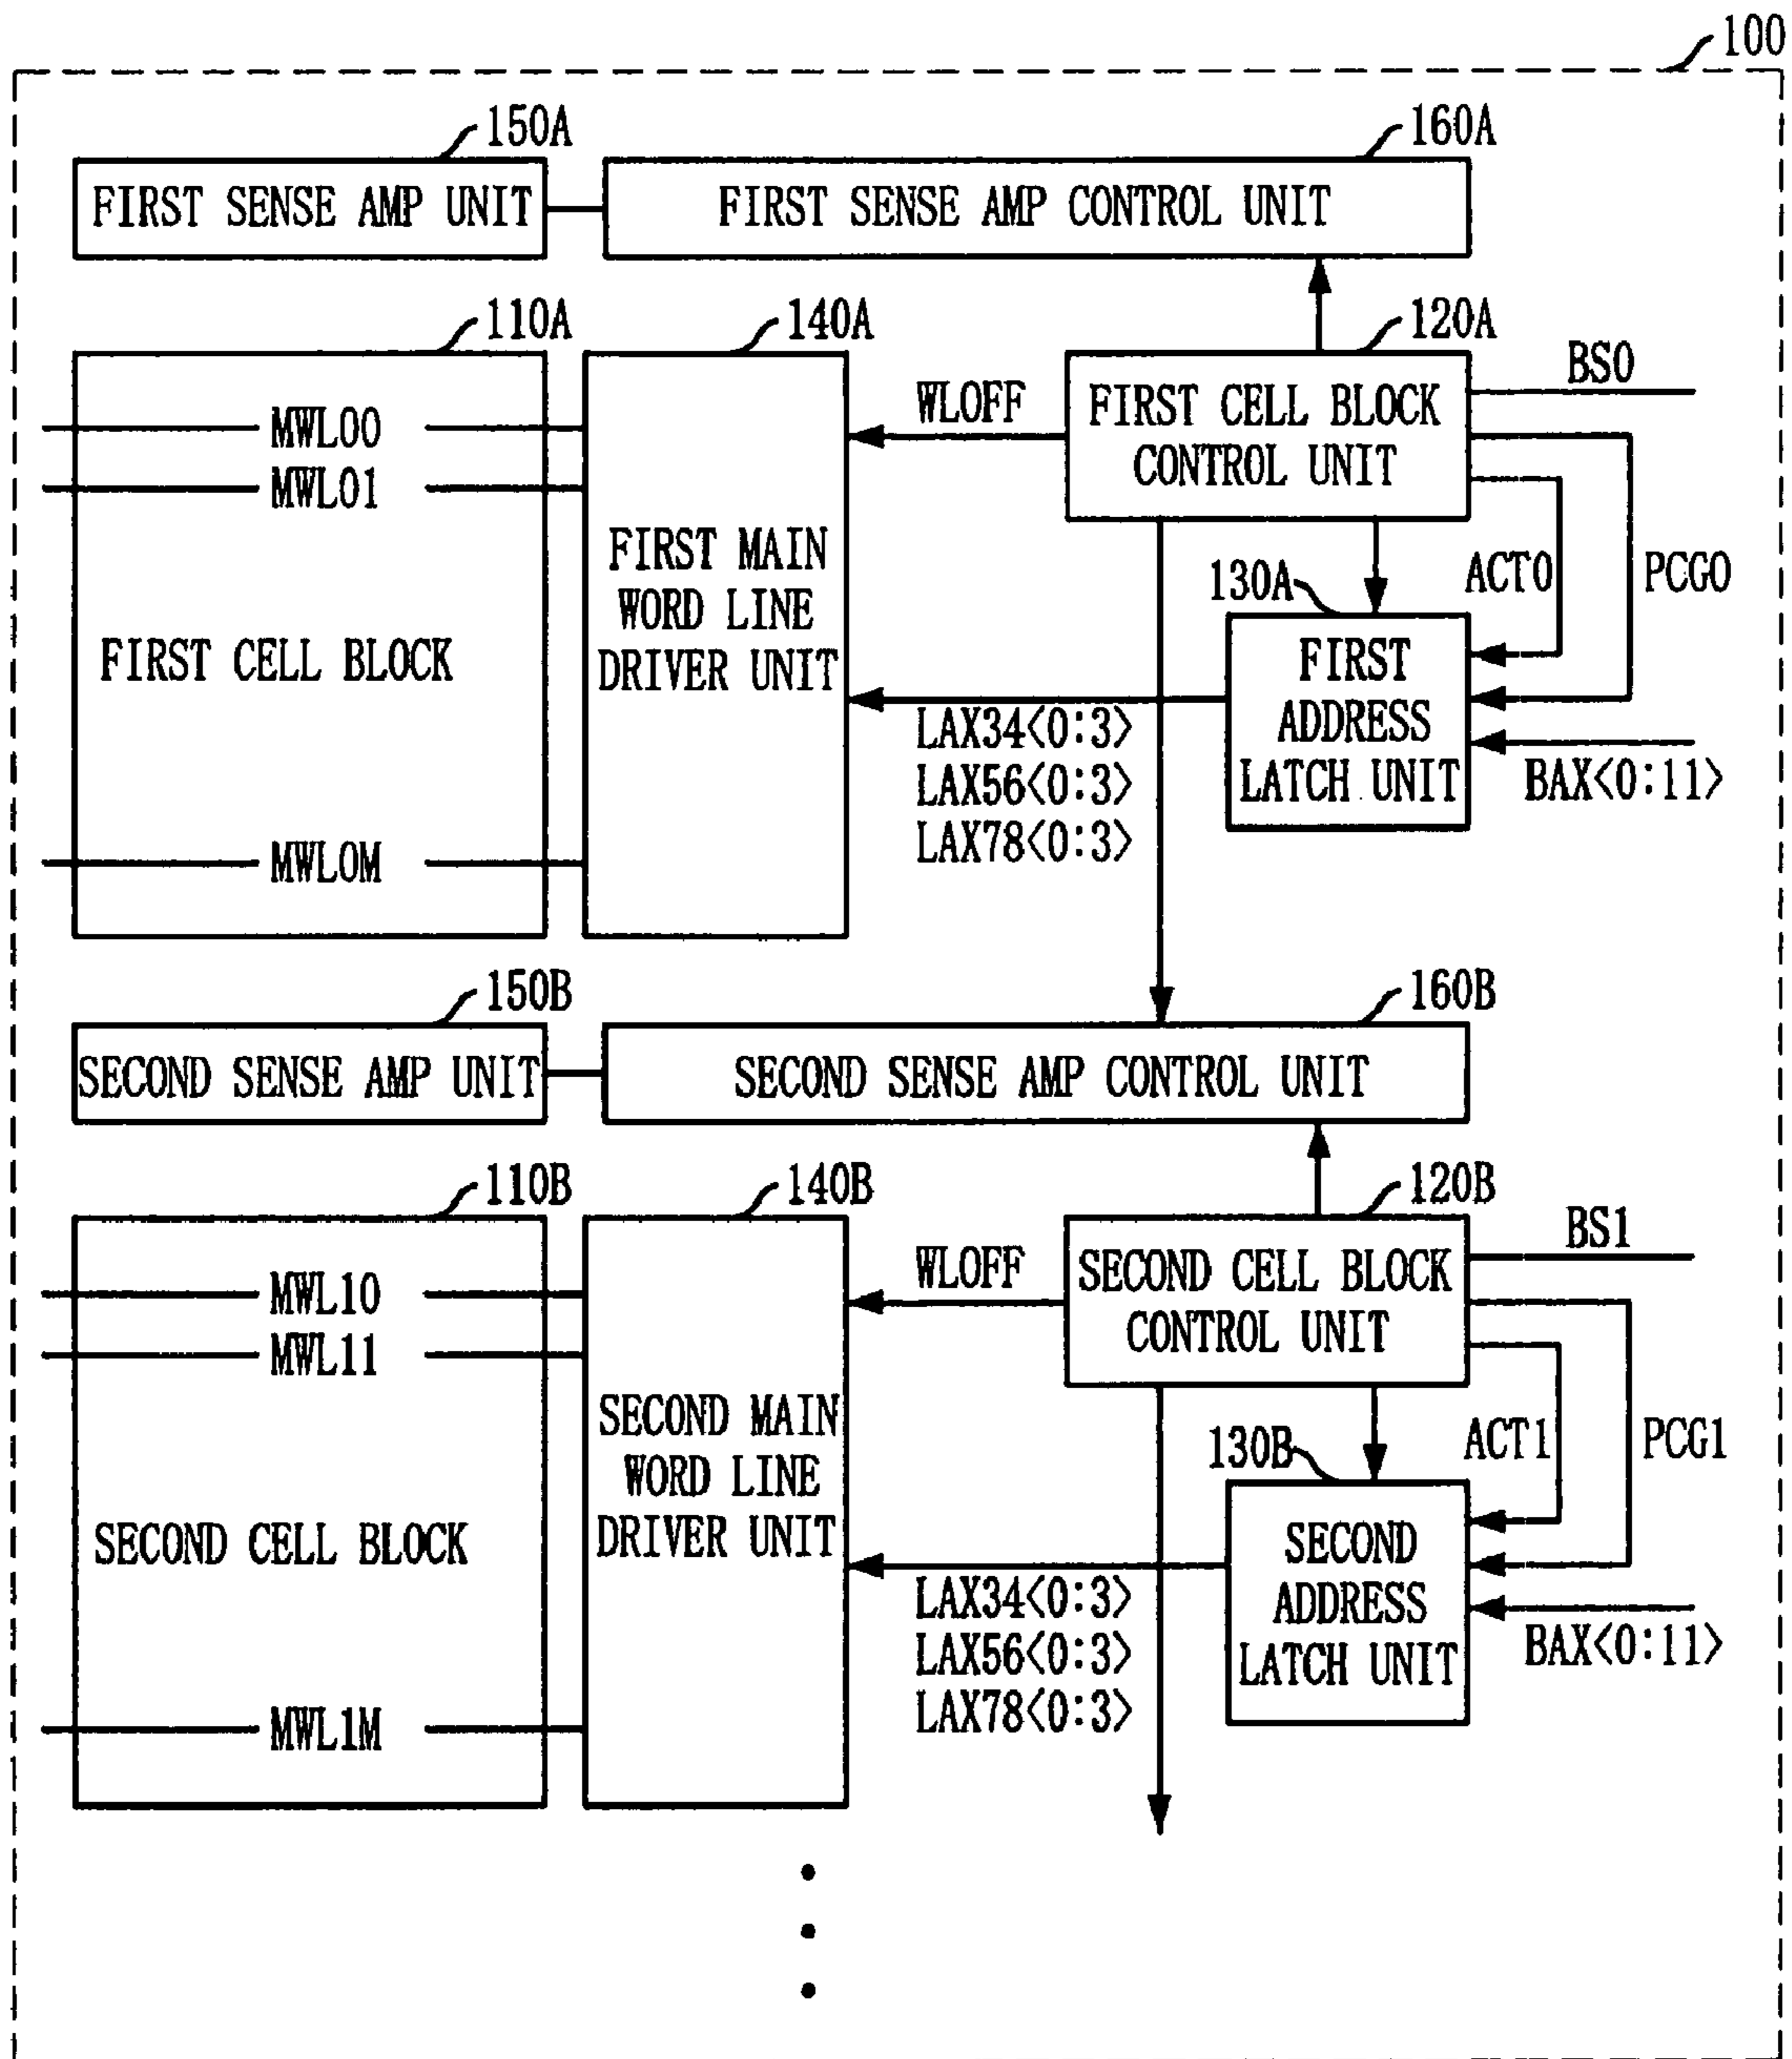 100
150A
160A
FIRST SENSE AMP UNIT
FIRST SENSE AMP CONTROL UNIT
110A
140A
120A
BS0
MWL00
MWL01
FIRST CELL BLOCK
MWL0M
FIRST MAIN
WORD LINE
DRIVER UNIT
WLOFF
FIRST CELL BLOCK
CONTROL UNIT
ACT0
PCG0
130A
FIRST
ADDRESS
LATCH UNIT
LAX34<0:3>
LAX56<0:3>
LAX78<0:3>
BAX<0:11>
150B
160B
SECOND SENSE AMP UNIT
SECOND SENSE AMP CONTROL UNIT
110B
140B
120B
BS1
MWL10
MWL11
SECOND CELL BLOCK
MWL1M
SECOND MAIN
WORD LINE
DRIVER UNIT
WLOFF
SECOND CELL BLOCK
CONTROL UNIT
ACT1
PCG1
130B
SECOND
ADDRESS
LATCH UNIT
LAX34<0:3>
LAX56<0:3>
LAX78<0:3>
BAX<0:11>